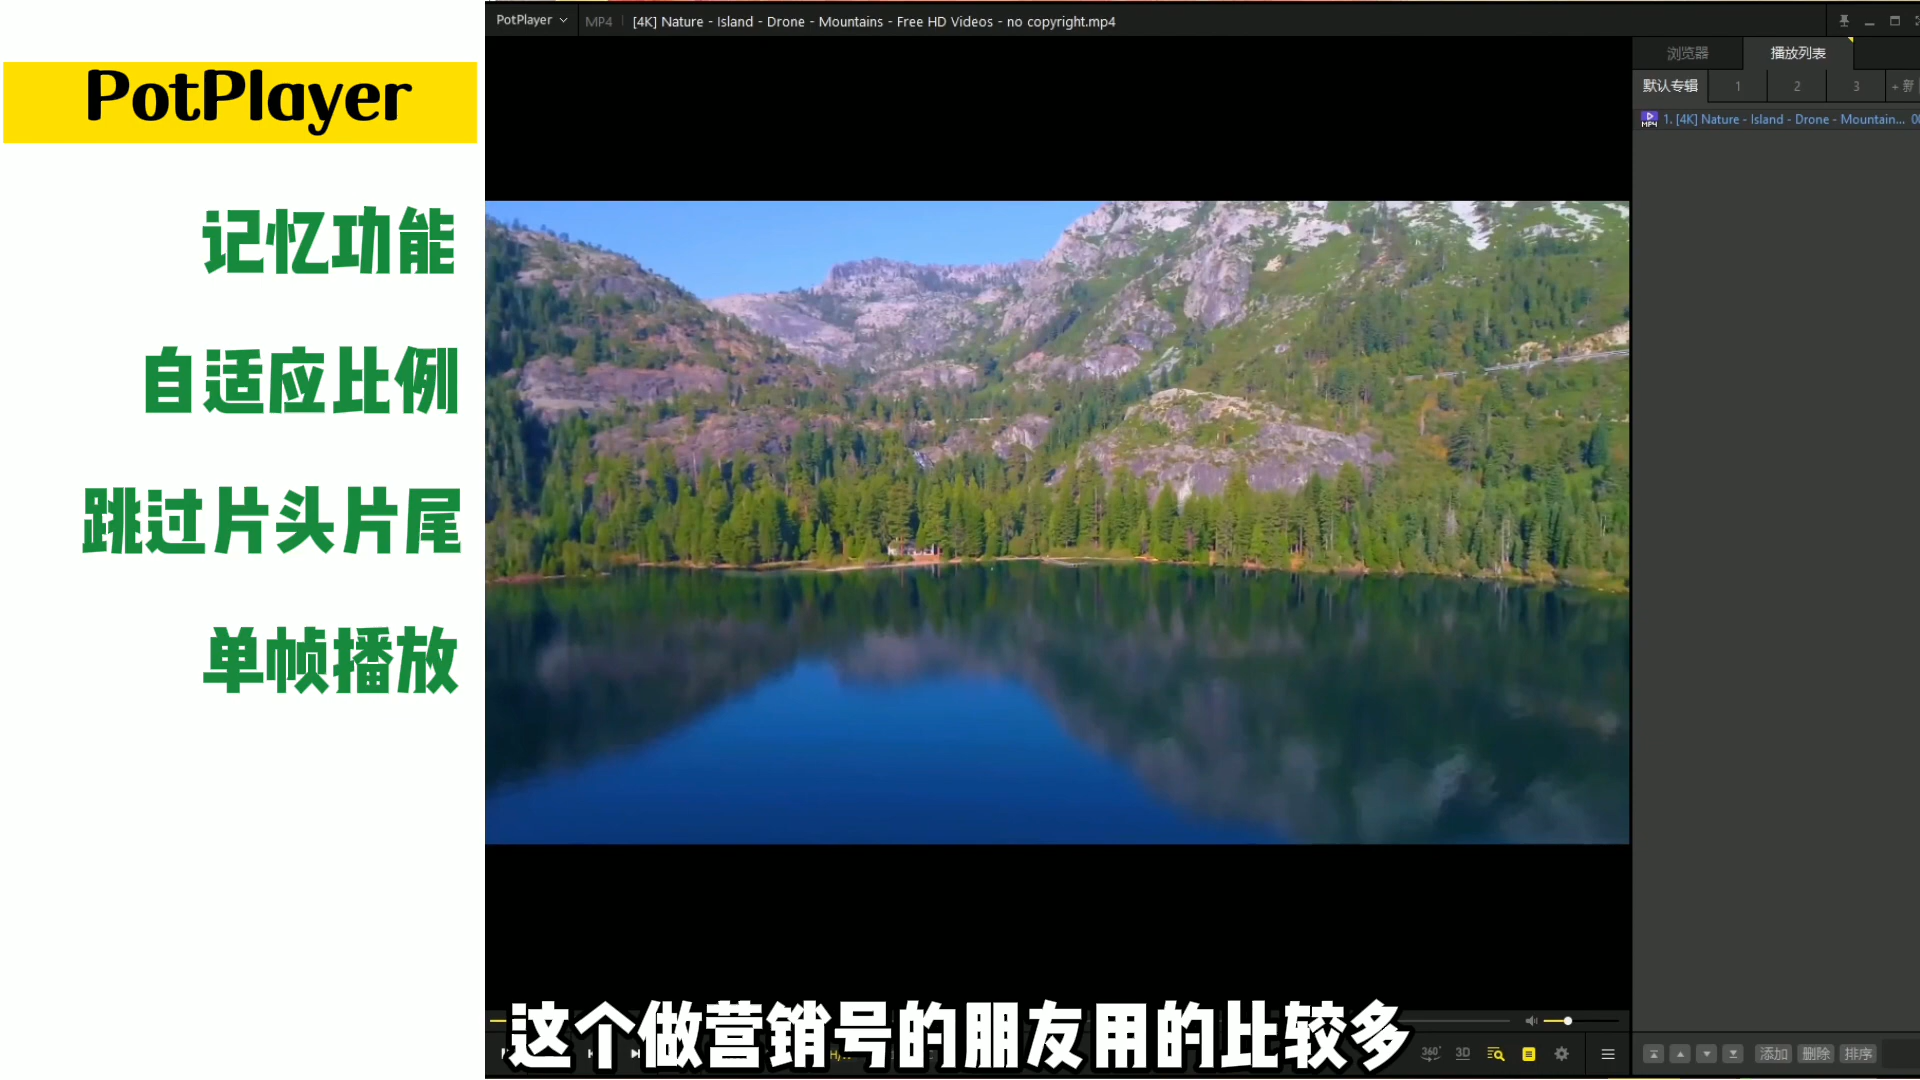 PotPlayer
记忆功能
自适应比例
跳过片头片尾
单帧播放
PotPlayer
MP4
[4K] Nature - Island - Drone - Mountains - Free HD Videos - no copyright.mp4
浏览器
播放列表
默认专辑
1
2
3
+ 新
MP4
1. [4K] Nature - Island - Drone - Mountain...
这个做营销号的朋友用的比较多
360°
3D
添加
删除
排序